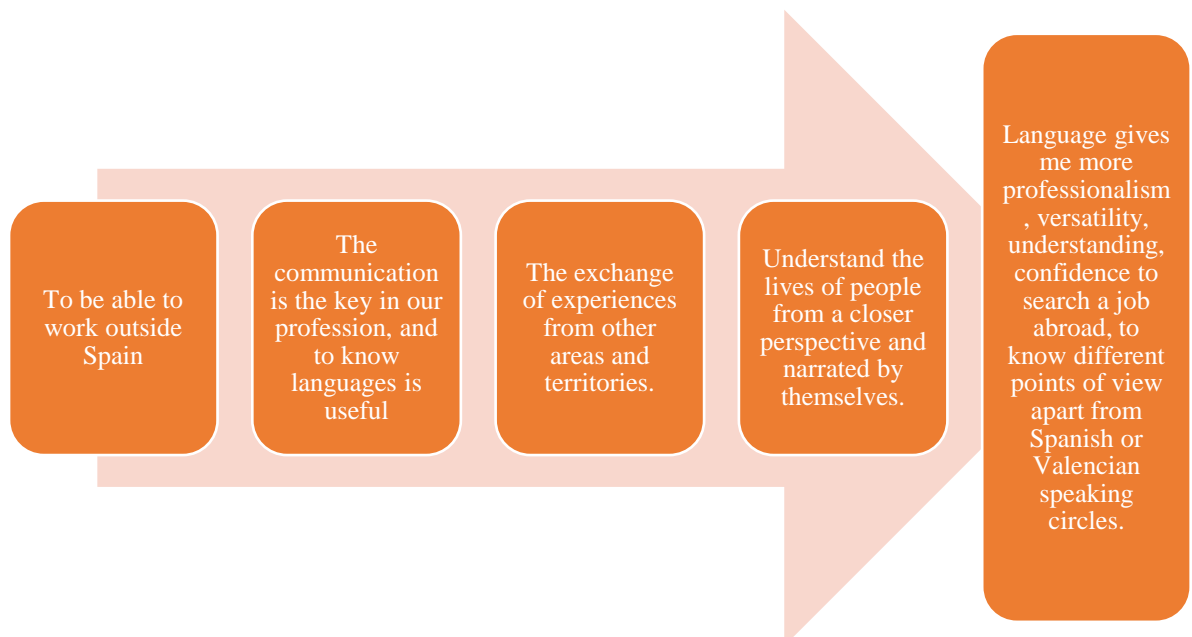 To be able to
work outside
Spain
The
communication
is the key in our
profession, and
to know
languages is
useful
The exchange
of experiences
from other
areas and
territories.
Understand the
lives of people
from a closer
perspective and
narrated by
themselves.
Language gives
me more
professionalism
, versatility,
understanding,
confidence to
search a job
abroad, to
know different
points of view
apart from
Spanish or
Valencian
speaking
circles.